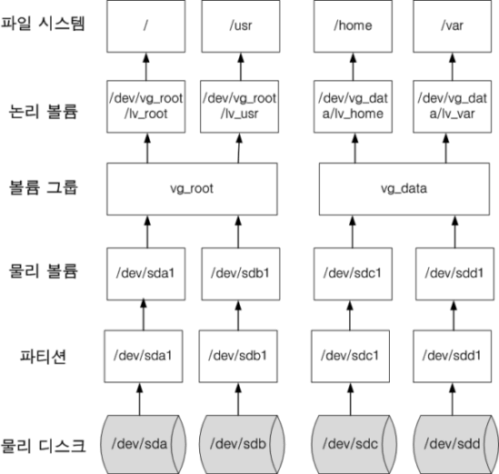 파일 시스템
/
/usr
/home
/var
논리 볼륨
/dev/vg_root
/lv_root
/dev/vg_root
/lv_usr
/dev/vg_dat
a/lv_home
/dev/vg_dat
a/lv_var
볼륨 그룹
vg_root
vg_data
물리 볼륨
/dev/sda1
/dev/sdb1
/dev/sdc1
/dev/sdd1
파티션
/dev/sda1
/dev/sdb1
/dev/sdc1
/dev/sdd1
물리 디스크
/dev/sda
/dev/sdb
/dev/sdc
/dev/sdd